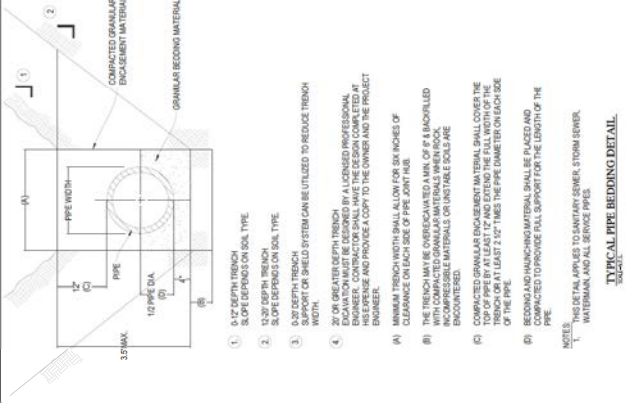 2
1
COMPACTED GRANULAR
ENCASEMENT MATERIAL
GRANULAR BEDDING MATERIAL
(A)
PIPE WIDTH
12"
(C)
PIPE
1/2 PIPE DIA.
(D)
4"
(B)
3.5' MAX.
1. 0-12' DEPTH TRENCH
SLOPE DEPENDS ON SOIL TYPE.
2. 12-20' DEPTH TRENCH
SLOPE DEPENDS ON SOIL TYPE.
3. 0-20' DEPTH TRENCH
SUPPORT OR SHIELD SYSTEM CAN BE UTILIZED TO REDUCE TRENCH
WIDTH.
4. 20' OR GREATER DEPTH TRENCH
EXCAVATION MUST BE DESIGNED BY A LICENSED PROFESSIONAL
ENGINEER. CONTRACTOR SHALL HAVE THE DESIGN COMPLETED AT
HIS EXPENSE AND PROVIDE A COPY TO THE OWNER AND THE PROJECT
ENGINEER.
(A) MINIMUM TRENCH WIDTH SHALL ALLOW FOR SIX INCHES OF
CLEARANCE ON EACH SIDE OF PIPE JOINT HUB.
(B) THE TRENCH MAY BE OVEREXCAVATED A MIN. OF 6" & BACKFILLED
WITH COMPACTED GRANULAR MATERIALS WHEN ROCK,
INCOMPRESSIBLE MATERIALS OR UNSTABLE SOILS ARE
ENCOUNTERED.
(C) COMPACTED GRANULAR ENCASEMENT MATERIAL SHALL COVER THE
TOP OF PIPE BY AT LEAST 12" AND EXTEND THE FULL WIDTH OF THE
TRENCH OR AT LEAST 2 1/2" TIMES THE PIPE DIAMETER ON EACH SIDE
OF THE PIPE.
(D) BEDDING AND HAUNCHING MATERIAL SHALL BE PLACED AND
COMPACTED TO PROVIDE FULL SUPPORT FOR THE LENGTH OF THE
PIPE.
NOTES:
1. THIS DETAIL APPLIES TO SANITARY SEWER, STORM SEWER,
WATERMAIN, AND ALL SERVICE PIPES.
TYPICAL PIPE BEDDING DETAIL